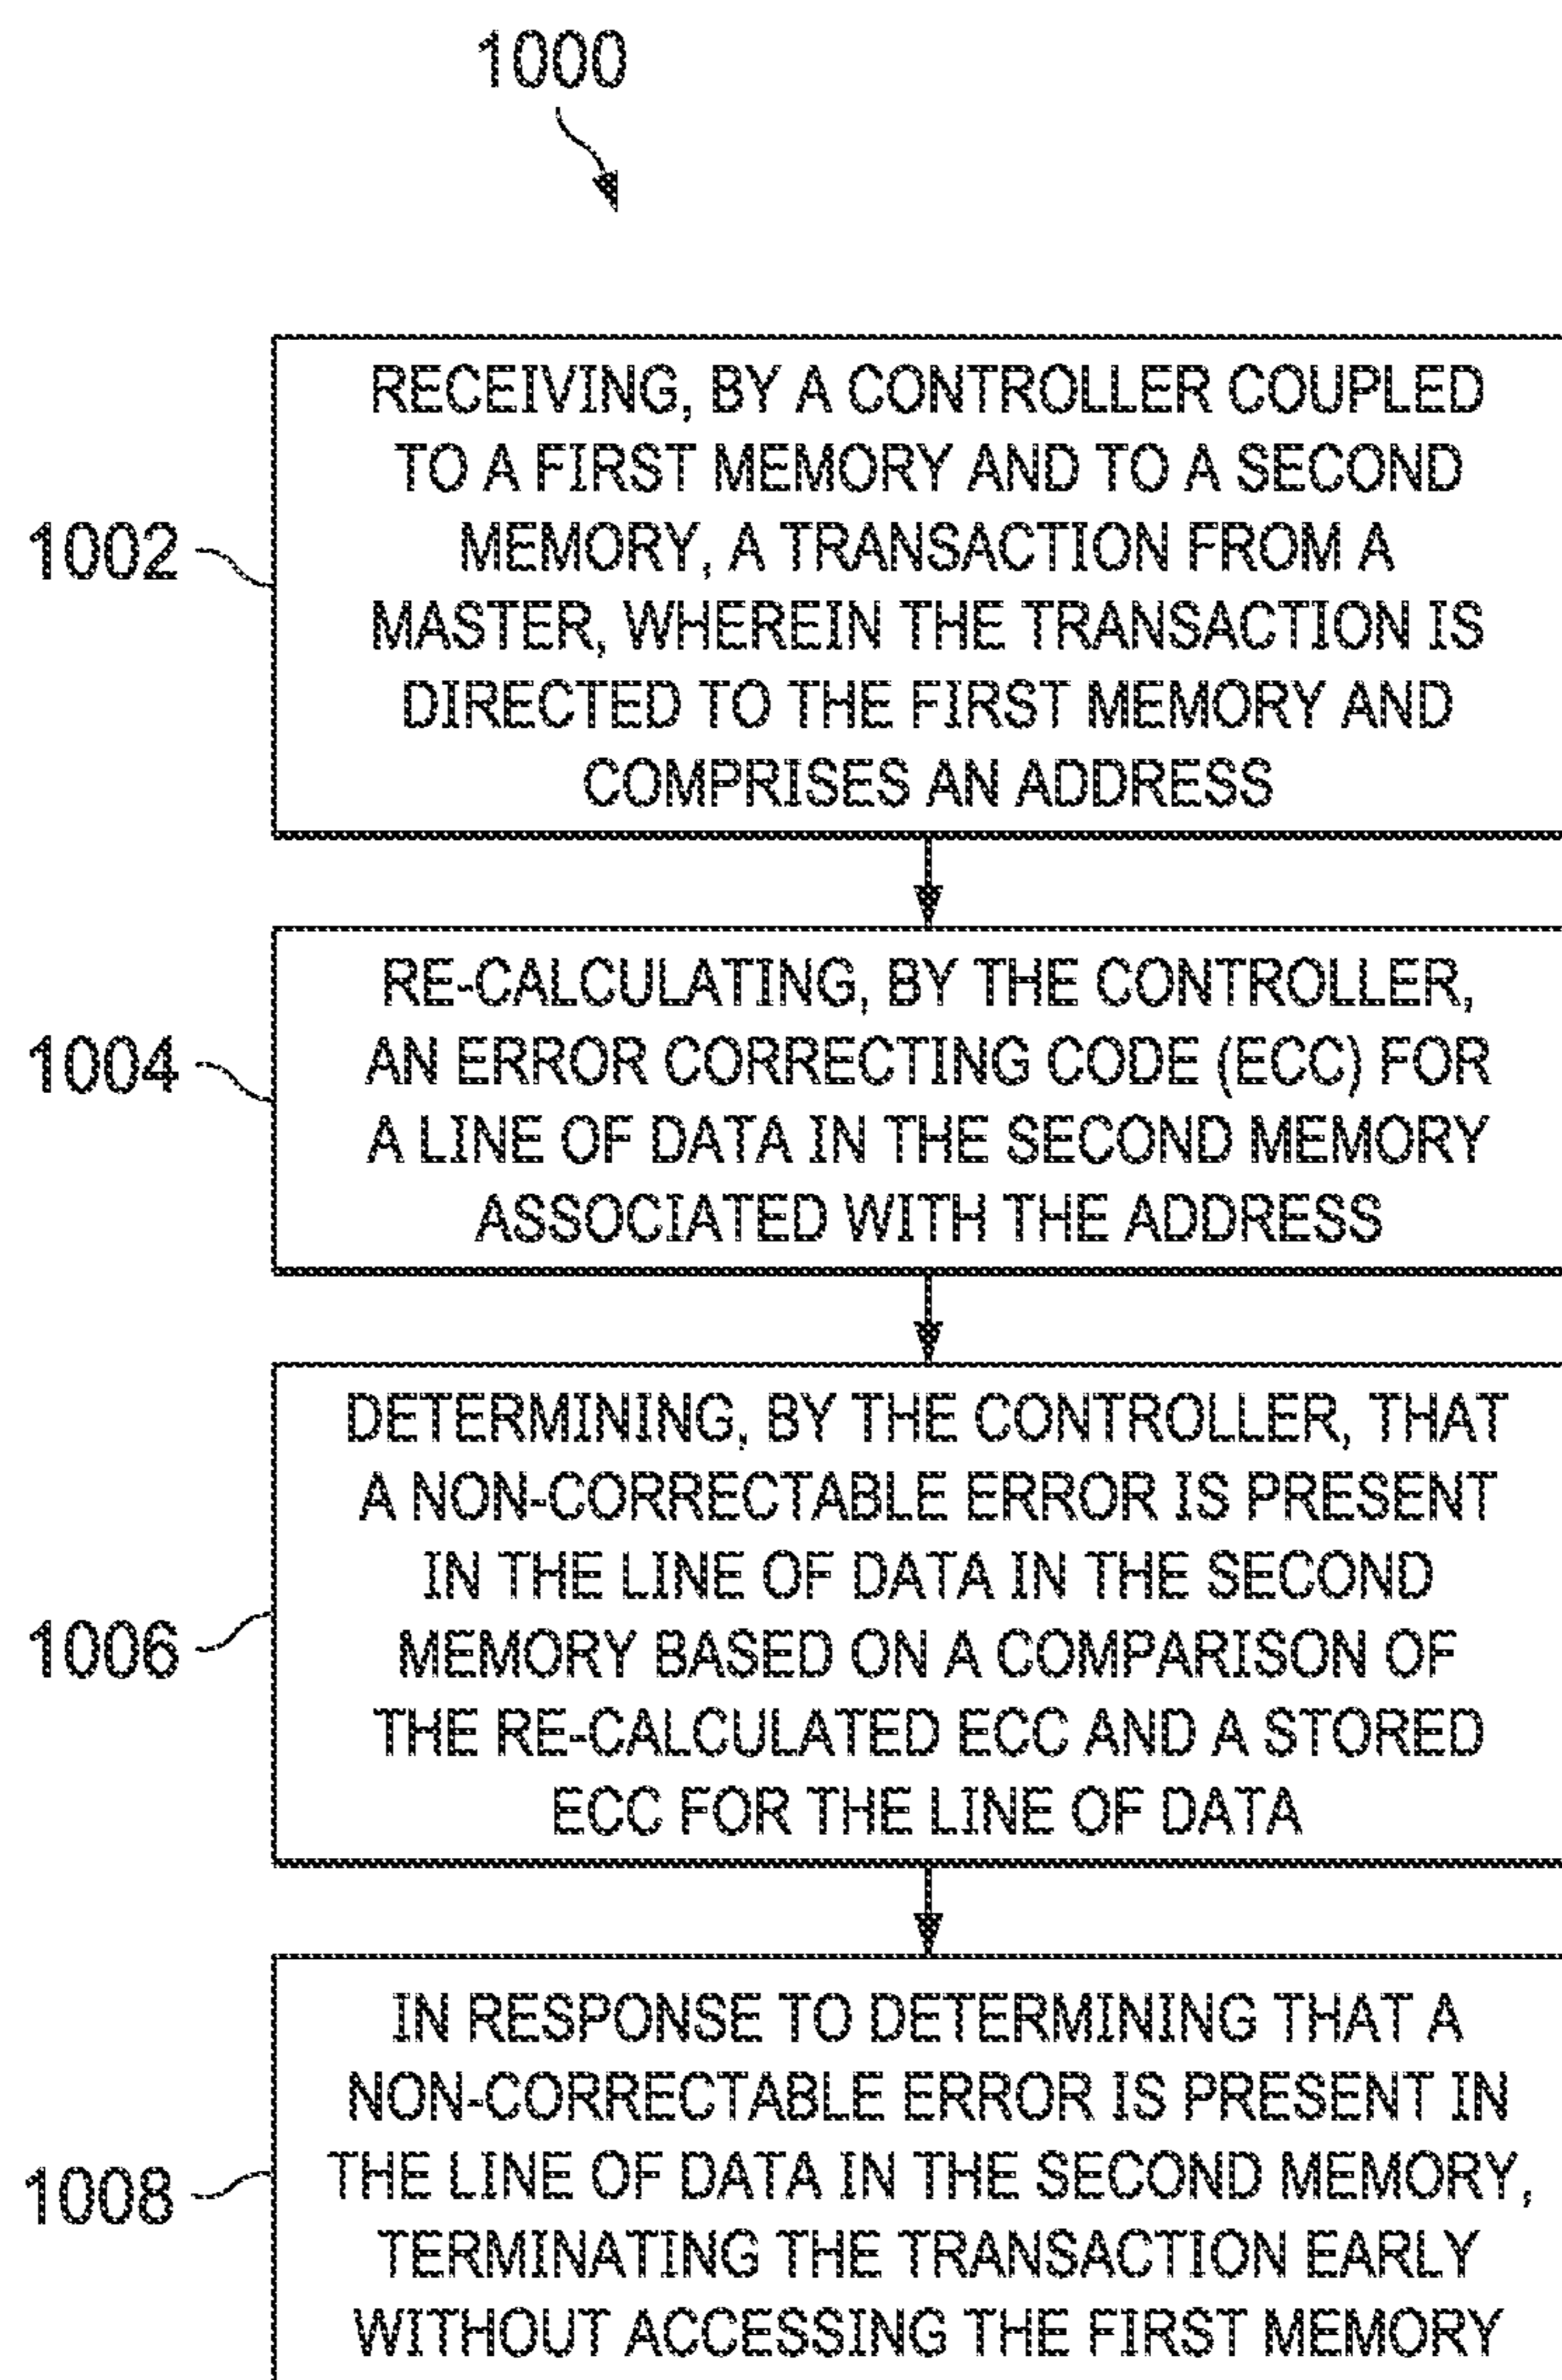 1000
RECEIVING, BY A CONTROLLER COUPLED
TO A FIRST MEMORY AND TO A SECOND
MEMORY, A TRANSACTION FROM A
1002
MASTER, WHEREIN THE TRANSACTION IS
DIRECTED TO THE FIRST MEMORY AND
COMPRISES AN ADDRESS
RE-CALCULATING, BY THE CONTROLLER,
1004
AN ERROR CORRECTING CODE (ECC) FOR
A LINE OF DATA IN THE SECOND MEMORY
ASSOCIATED WITH THE ADDRESS
DETERMINING, BY THE CONTROLLER, THAT
A NON-CORRECTABLE ERROR IS PRESENT
IN THE LINE OF DATA IN THE SECOND
1006
MEMORY BASED ON A COMPARISON OF
THE RE-CALCULATED ECC AND A STORED
ECC FOR THE LINE OF DATA
IN RESPONSE TO DETERMINING THAT A
NON-CORRECTABLE ERROR IS PRESENT IN
1008
THE LINE OF DATA IN THE SECOND MEMORY,
TERMINATING THE TRANSACTION EARLY
WITHOUT ACCESSING THE FIRST MEMORY